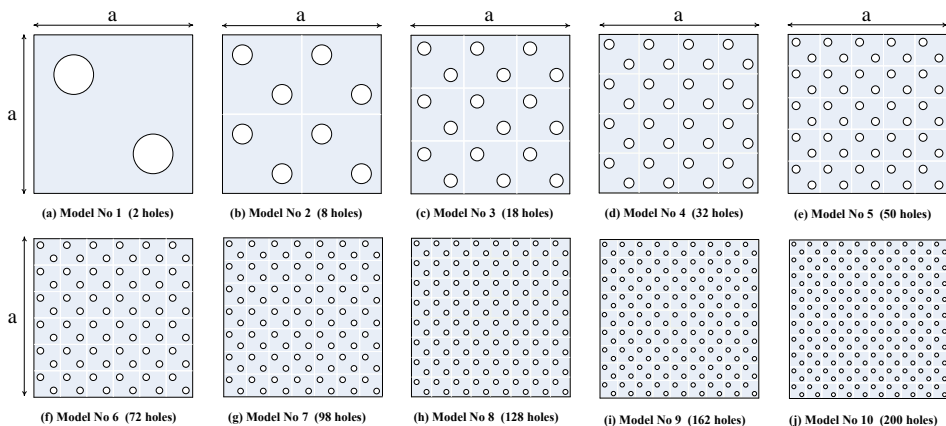 a
a
a
(a) Model No 1 (2 holes)
(b) Model No 2 (8 holes)
(c) Model No 3 (18 holes)
(d) Model No 4 (32 holes)
(e) Model No 5 (50 holes)
a
(f) Model No 6 (72 holes)
(g) Model No 7 (98 holes)
(h) Model No 8 (128 holes)
(i) Model No 9 (162 holes)
(j) Model No 10 (200 holes)
a
a
a